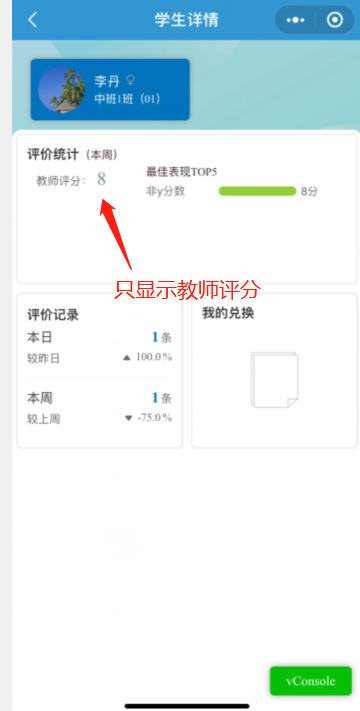 学生详情
李丹♀
中班1班（01）
评价统计（本周）
教师评分：8
最佳表现TOP5
非y分数 8分
只显示教师评分
评价记录
本日 1条
较昨日 ▲ 100.0%
本周 1条
较上周 ▼ -75.0%
我的兑换
vConsole